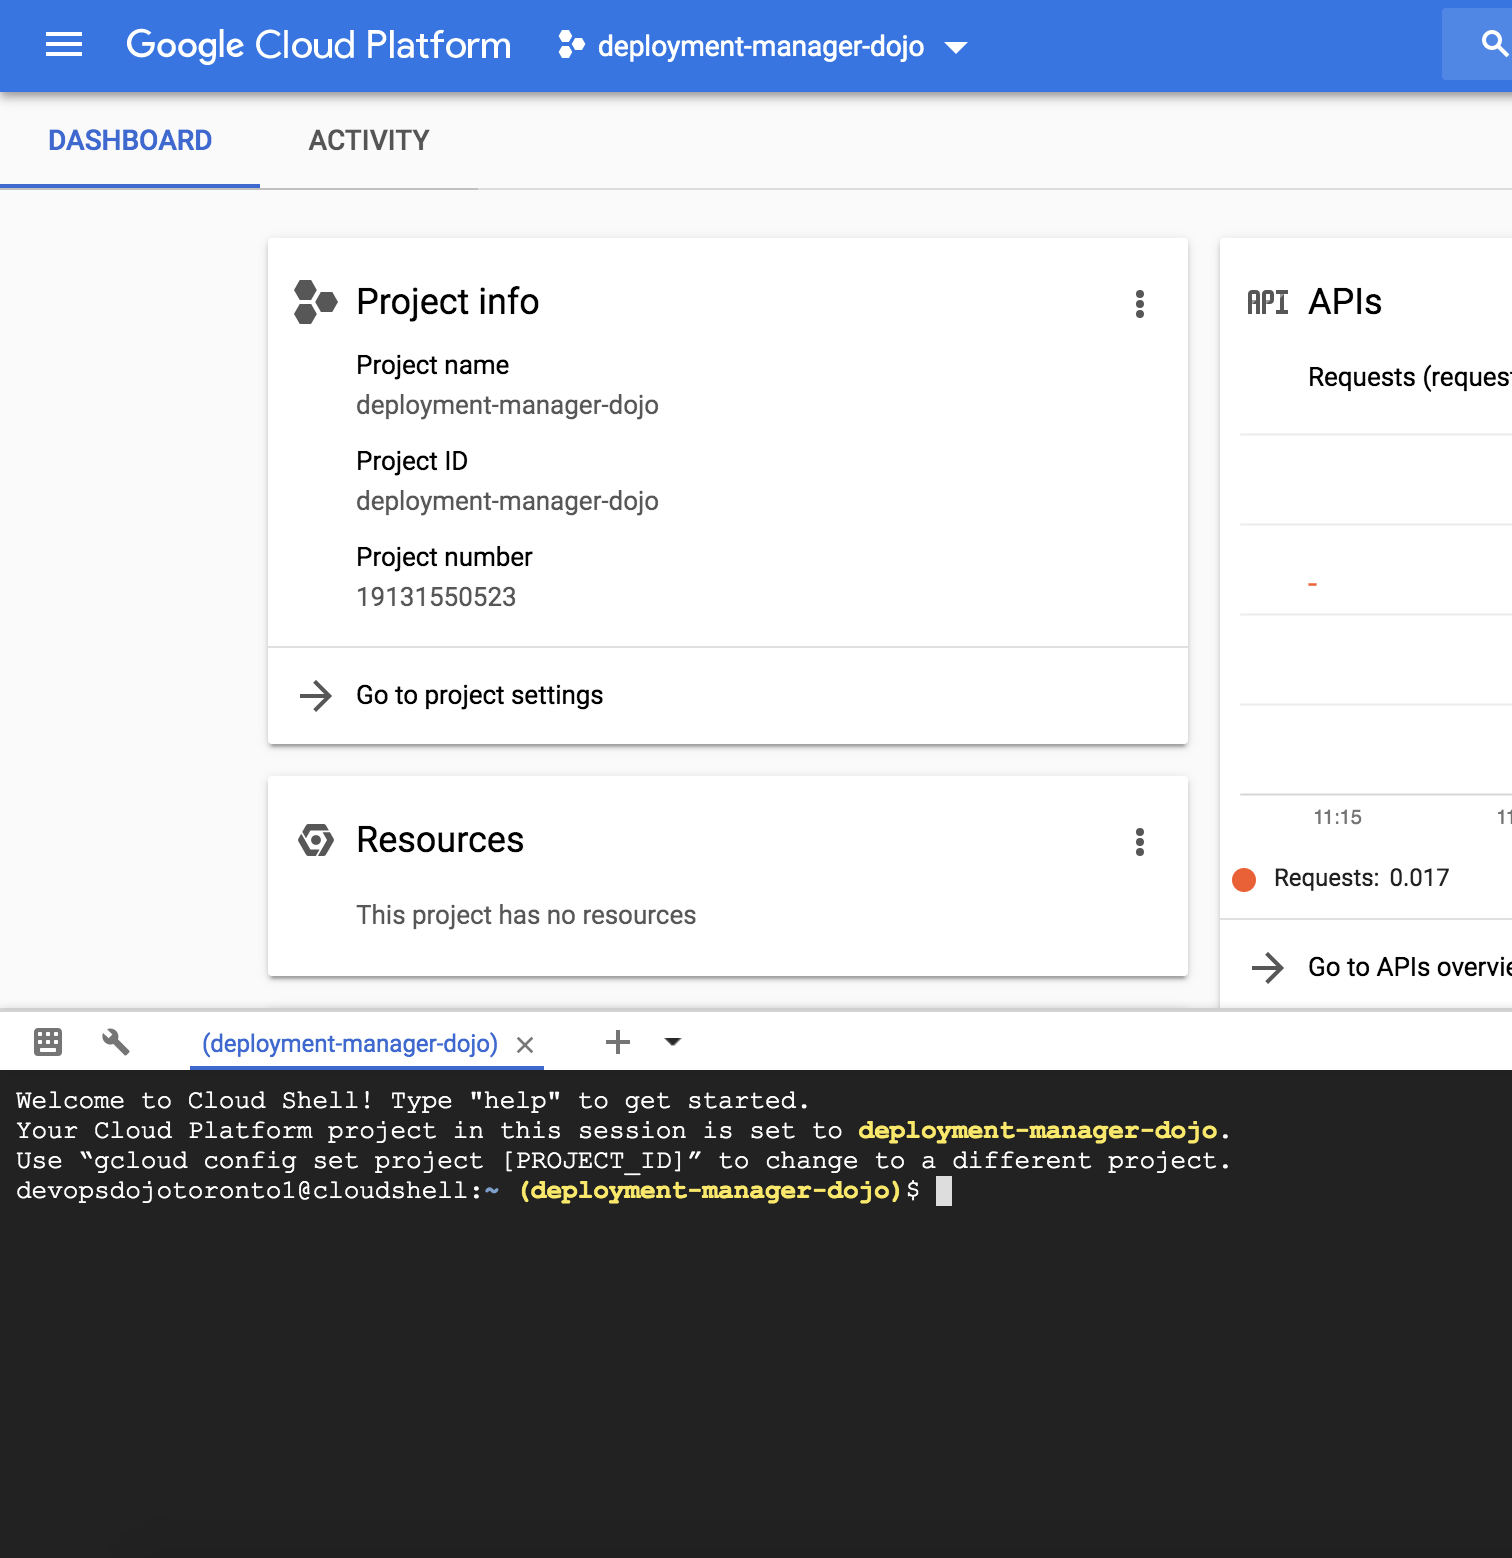 Google Cloud Platform
deployment-manager-dojo
DASHBOARD
ACTIVITY
Project info
Project name
deployment-manager-dojo
Project ID
deployment-manager-dojo
Project number
19131550523
Go to project settings
Resources
This project has no resources
API APIs
Requests (reques
11:15
11
Requests: 0.017
Go to APIs overvie
(deployment-manager-dojo)
Welcome to Cloud Shell! Type "help" to get started.
Your Cloud Platform project in this session is set to deployment-manager-dojo.
Use “gcloud config set project [PROJECT_ID]” to change to a different project.
devopsdojotoronto1@cloudshell:~ (deployment-manager-dojo)$